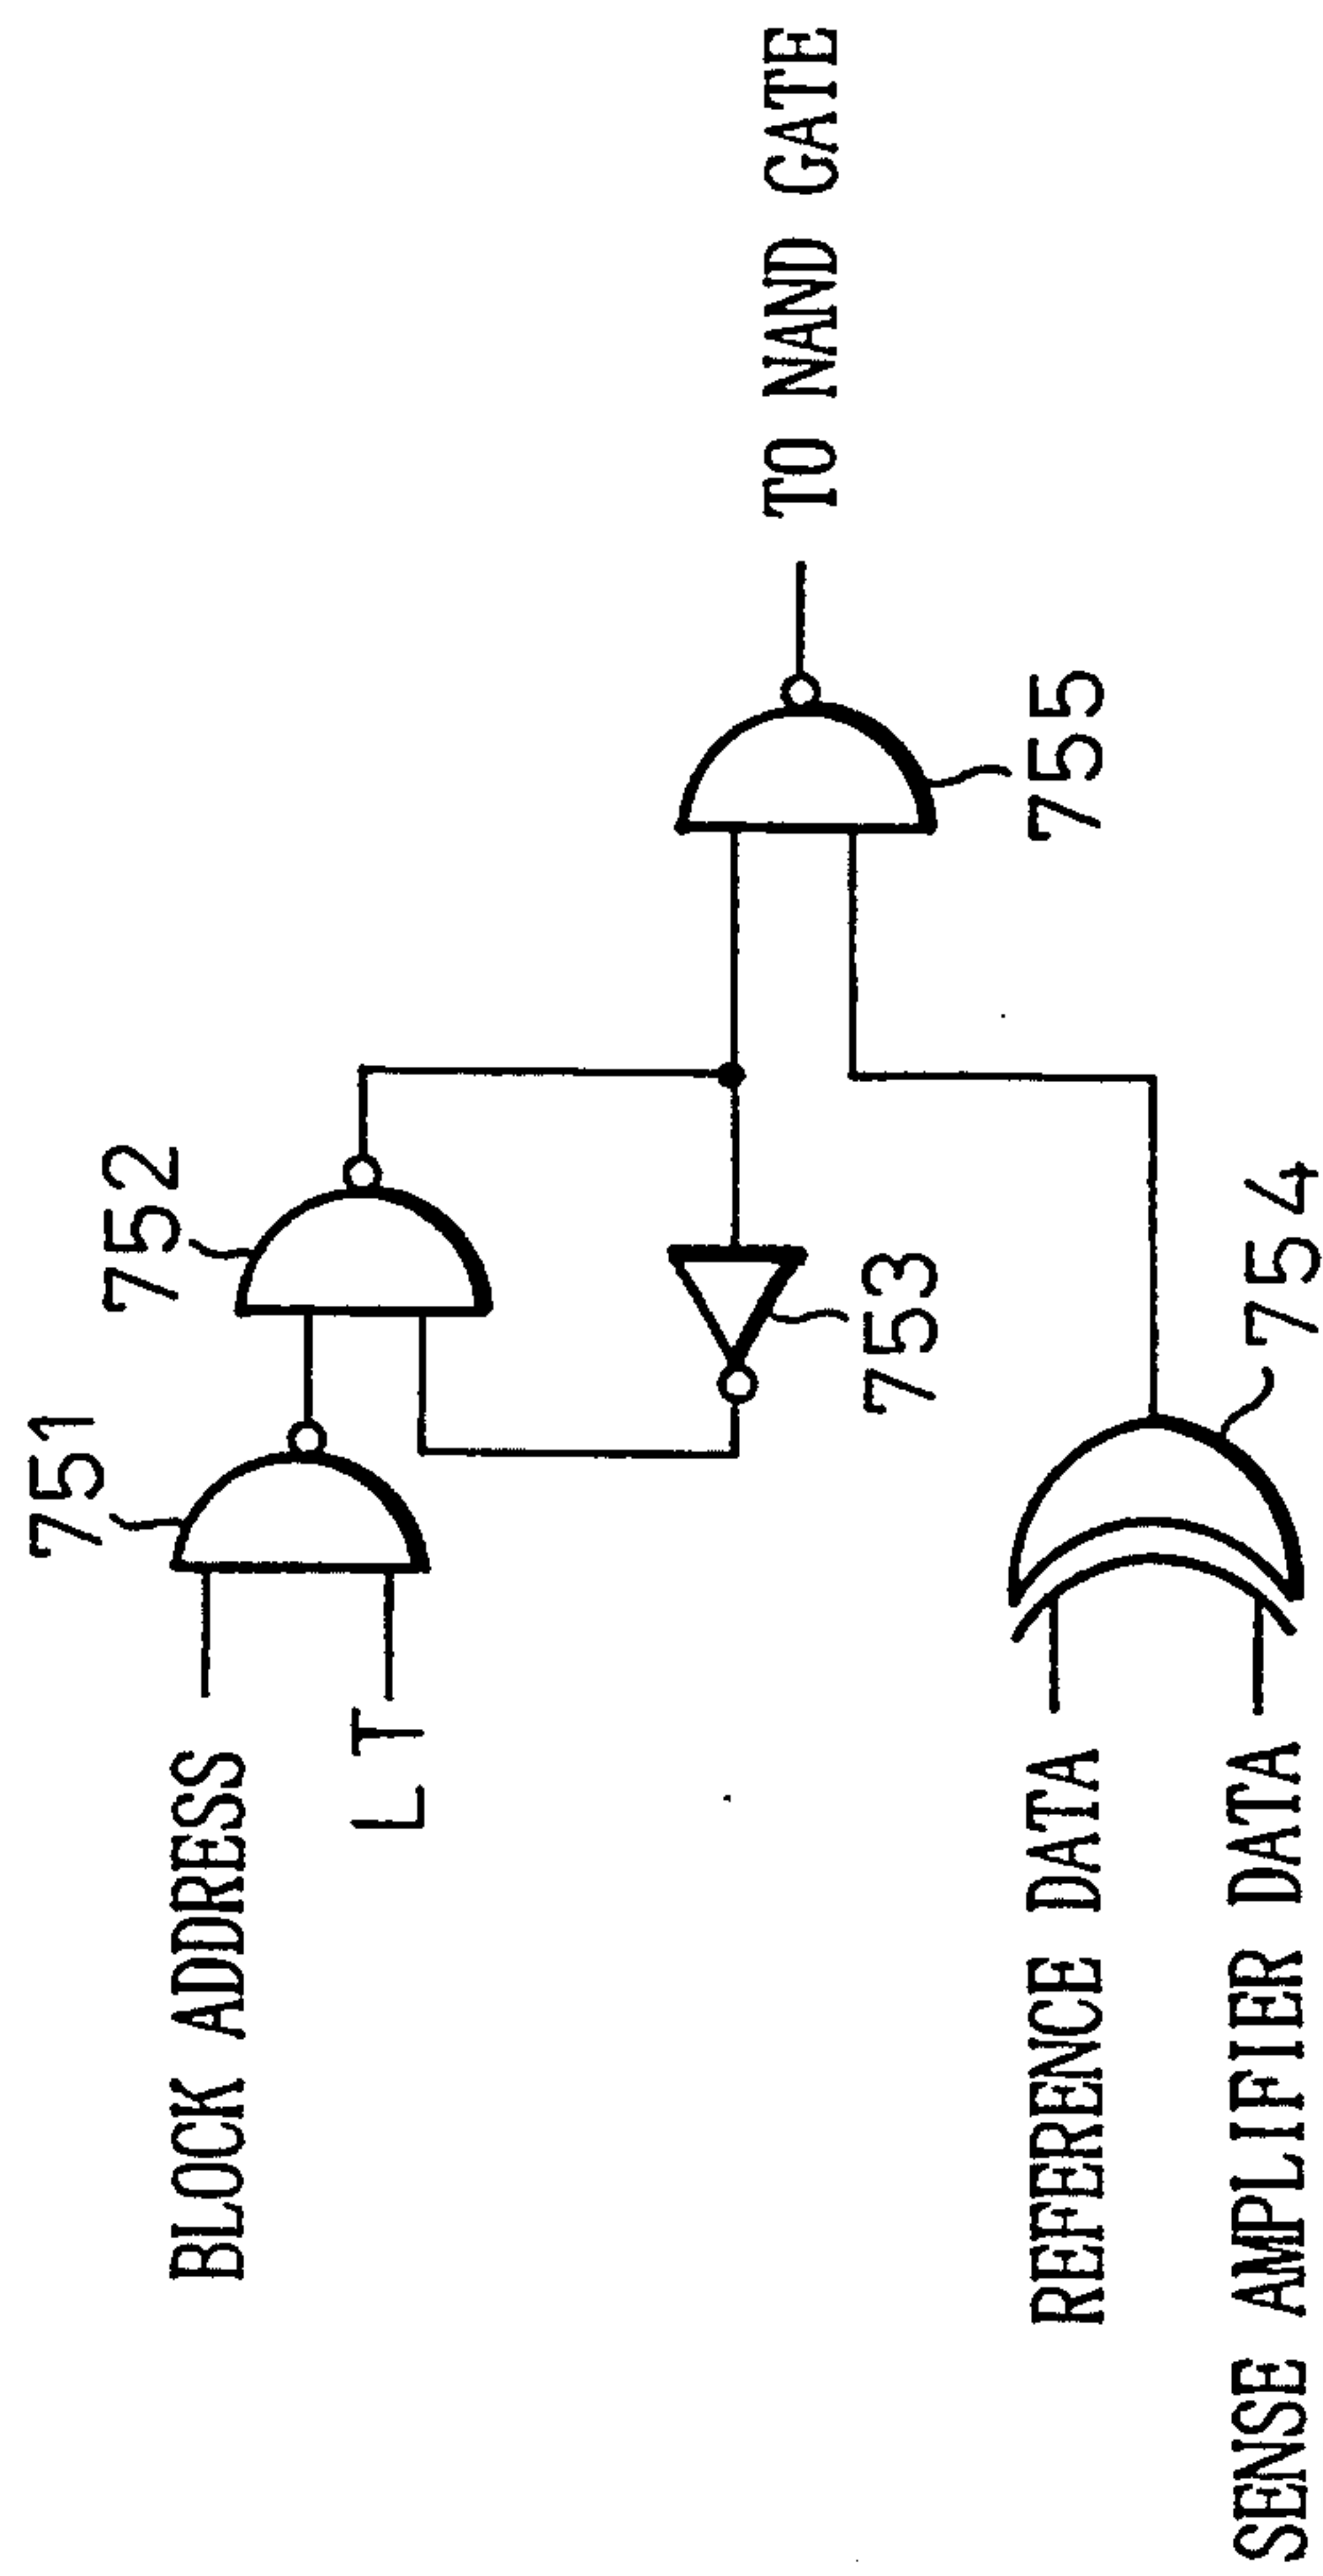 751
752
BLOCK ADDRESS
LT
753
TO NAND GATE
755
REFERENCE DATA
754
SENSE AMPLIFIER DATA